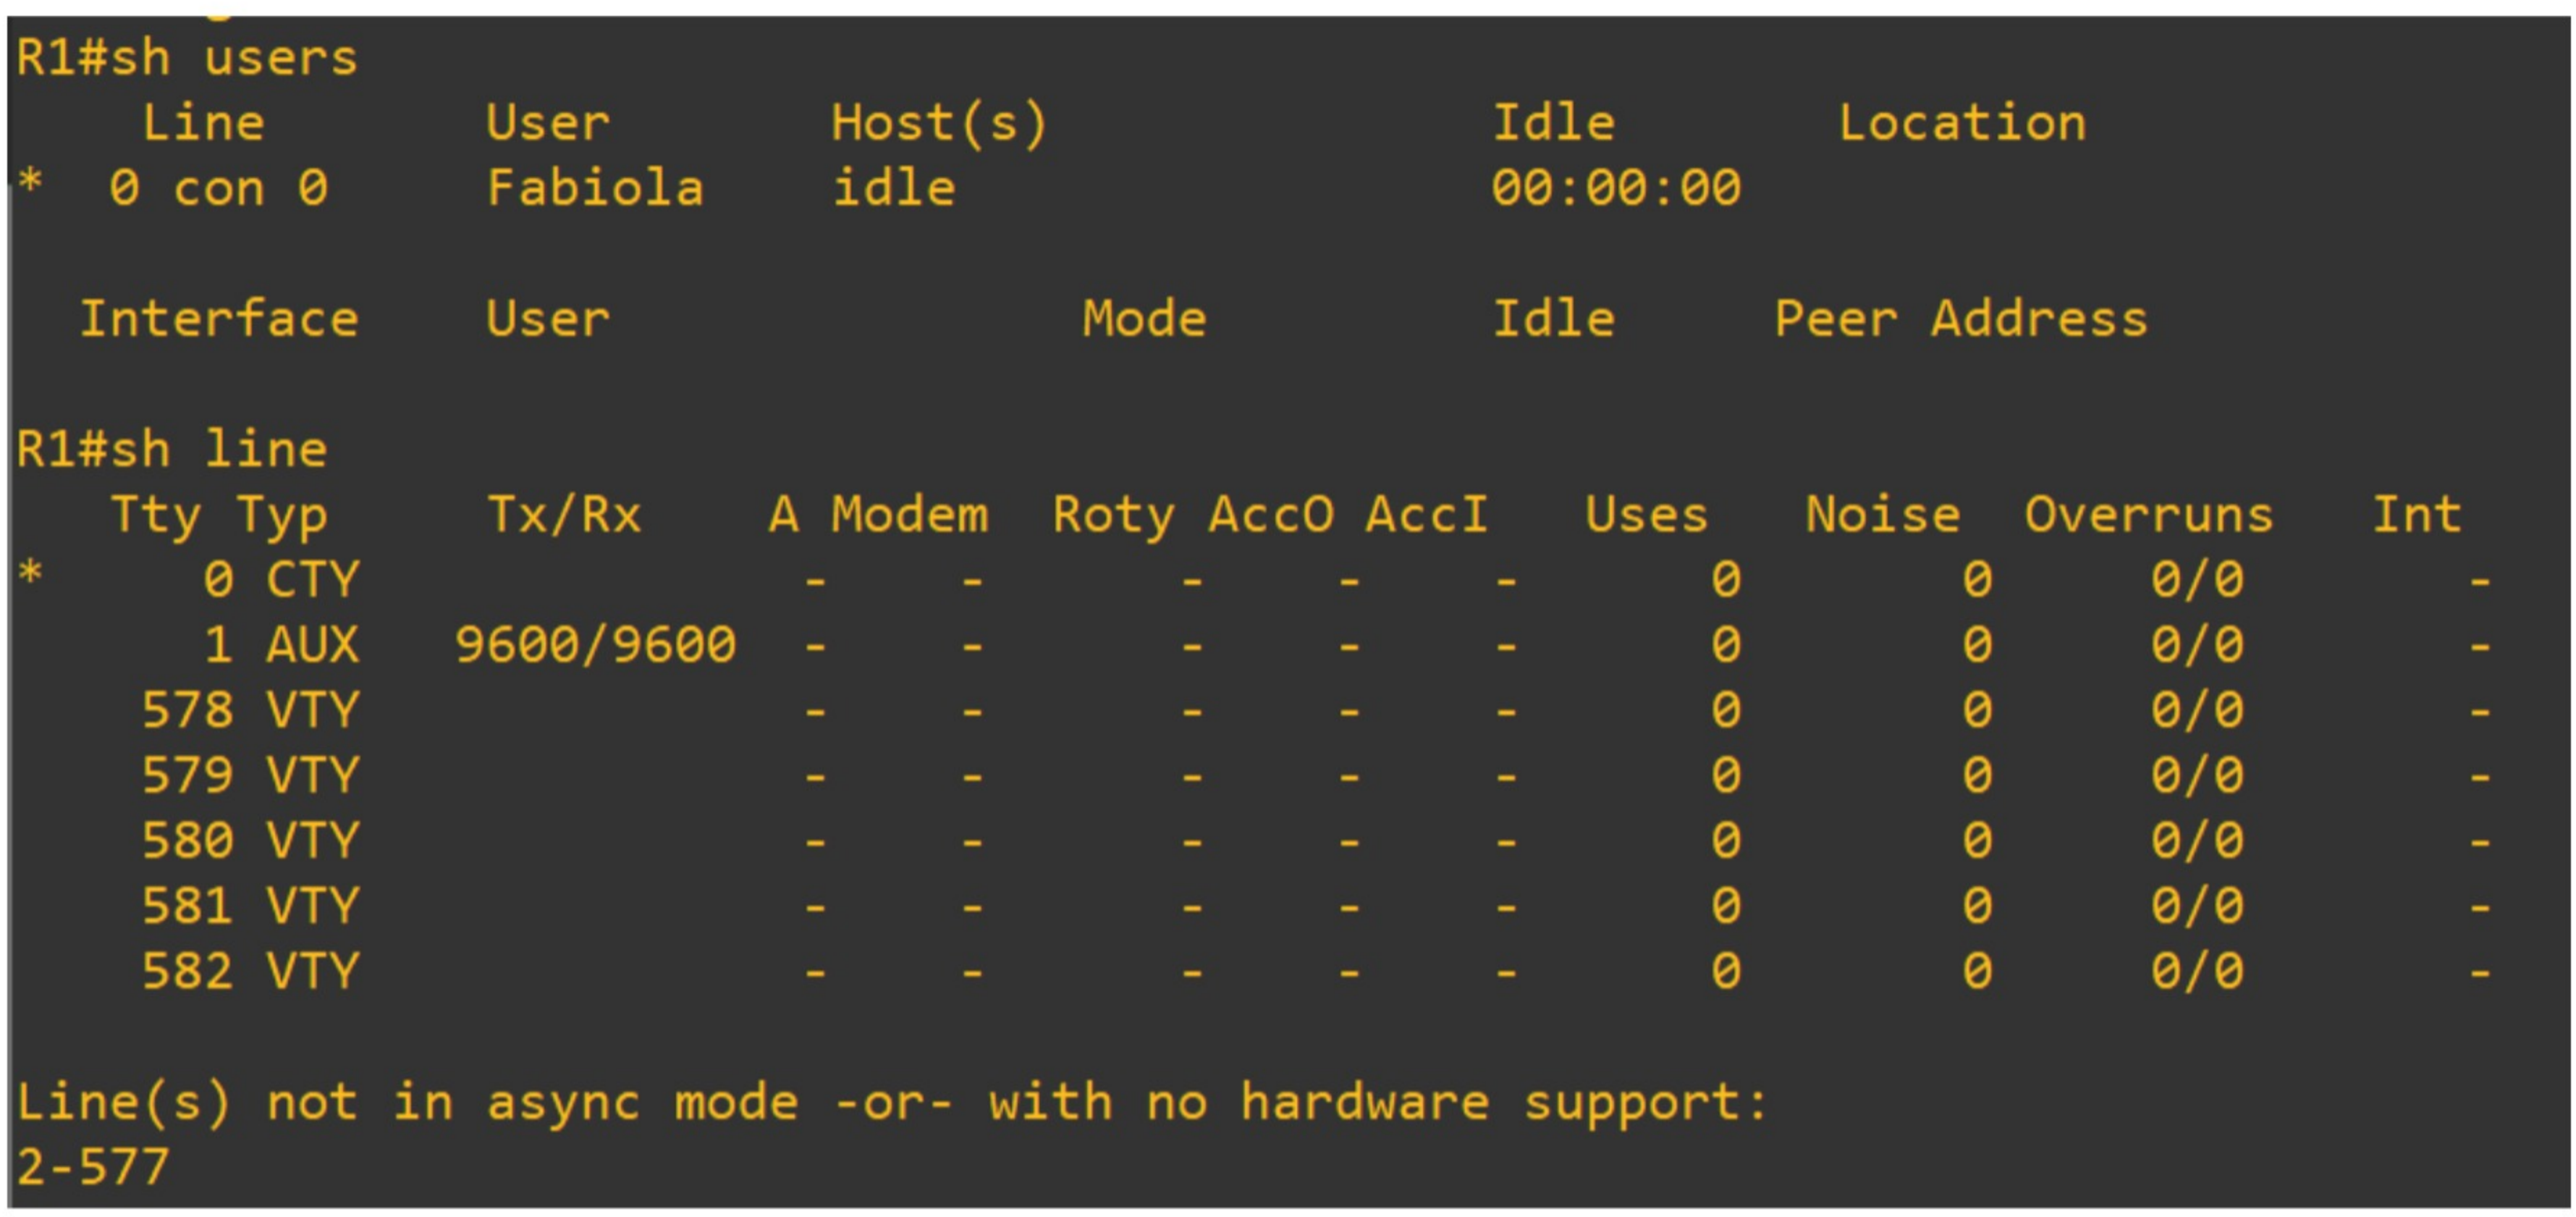 R1#sh users
    Line       User       Host(s)              Idle       Location
*  0 con 0     Fabiola    idle                 00:00:00
  Interface    User               Mode         Idle     Peer Address
R1#sh line
   Tty Typ     Tx/Rx    A Modem  Roty AccO AccI   Uses   Noise  Overruns   Int
*     0 CTY              -    -      -    -    -      0       0     0/0       -
      1 AUX   9600/9600  -    -      -    -    -      0       0     0/0       -
    578 VTY              -    -      -    -    -      0       0     0/0       -
    579 VTY              -    -      -    -    -      0       0     0/0       -
    580 VTY              -    -      -    -    -      0       0     0/0       -
    581 VTY              -    -      -    -    -      0       0     0/0       -
    582 VTY              -    -      -    -    -      0       0     0/0       -
Line(s) not in async mode -or- with no hardware support:
2-577